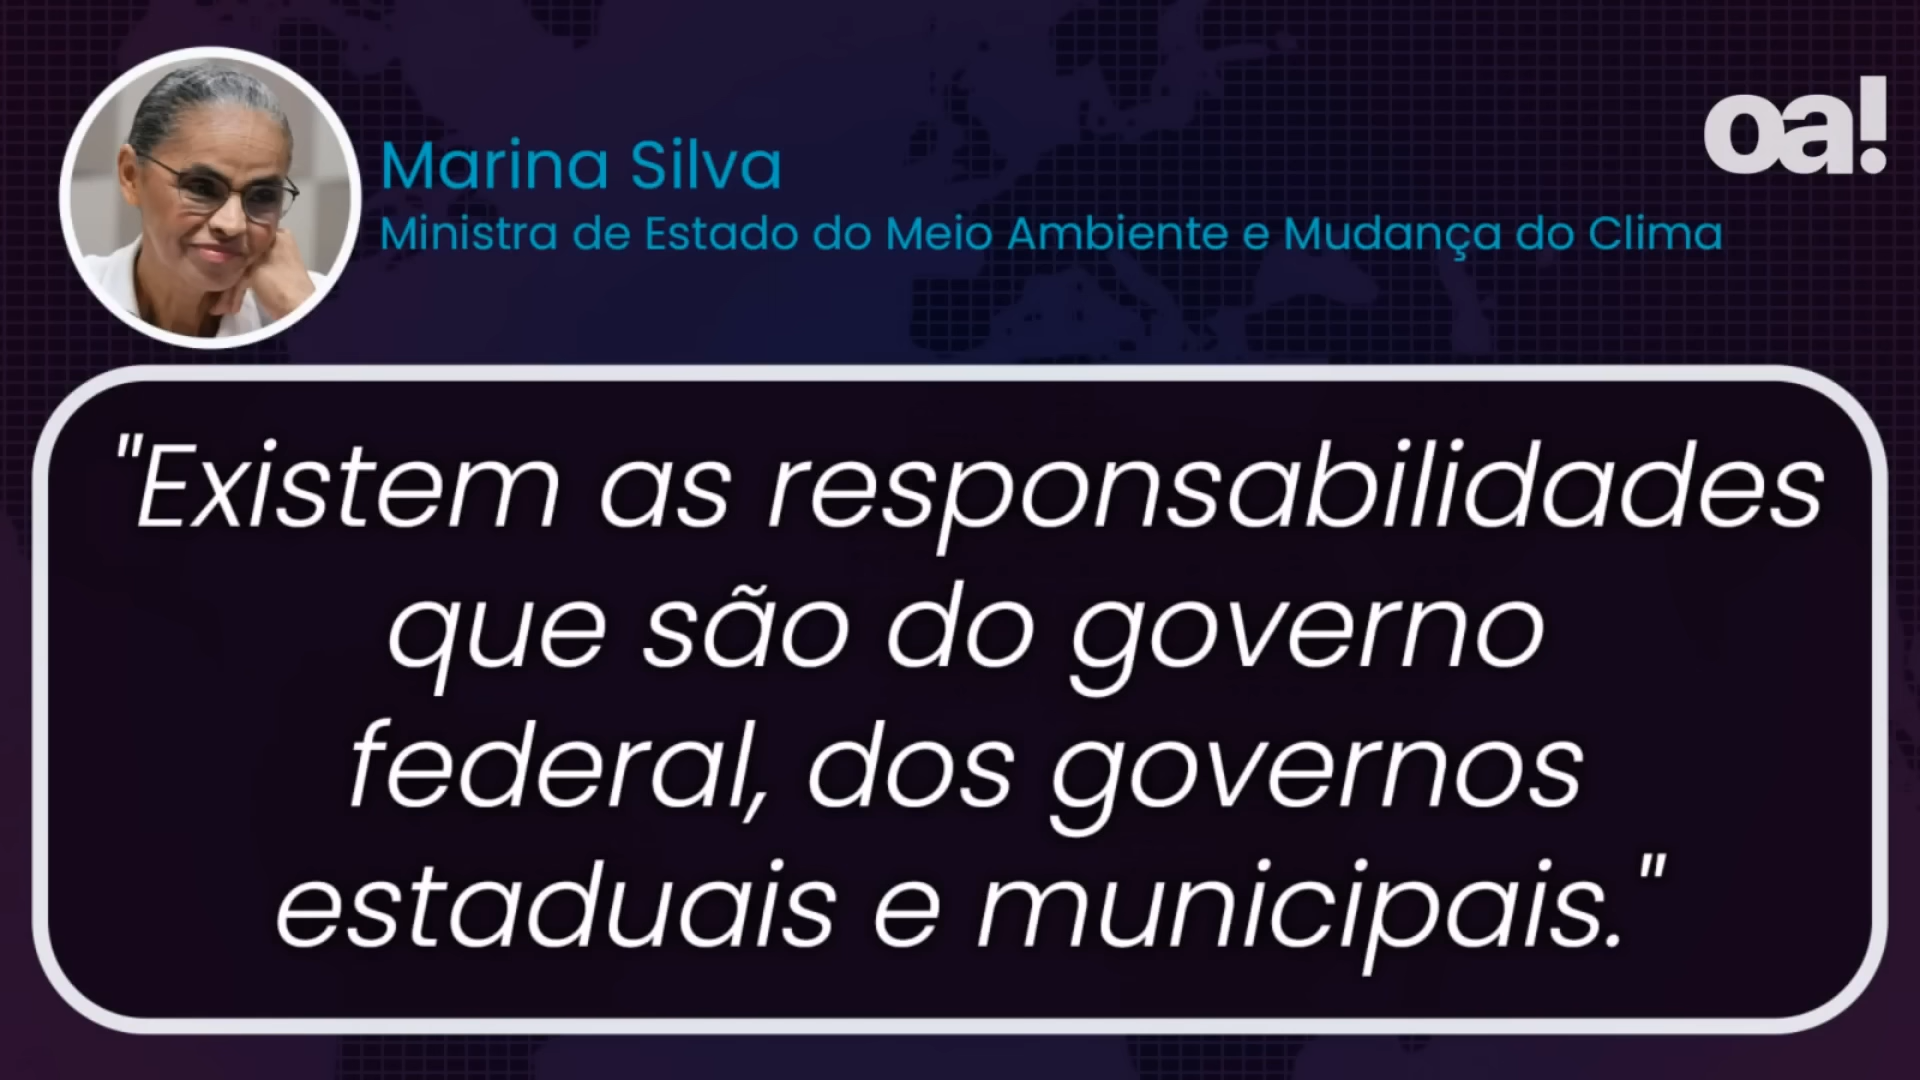 oa!
Marina Silva
Ministra de Estado do Meio Ambiente e Mudança do Clima
"Existem as responsabilidades
que são do governo
federal, dos governos
estaduais e municipais."